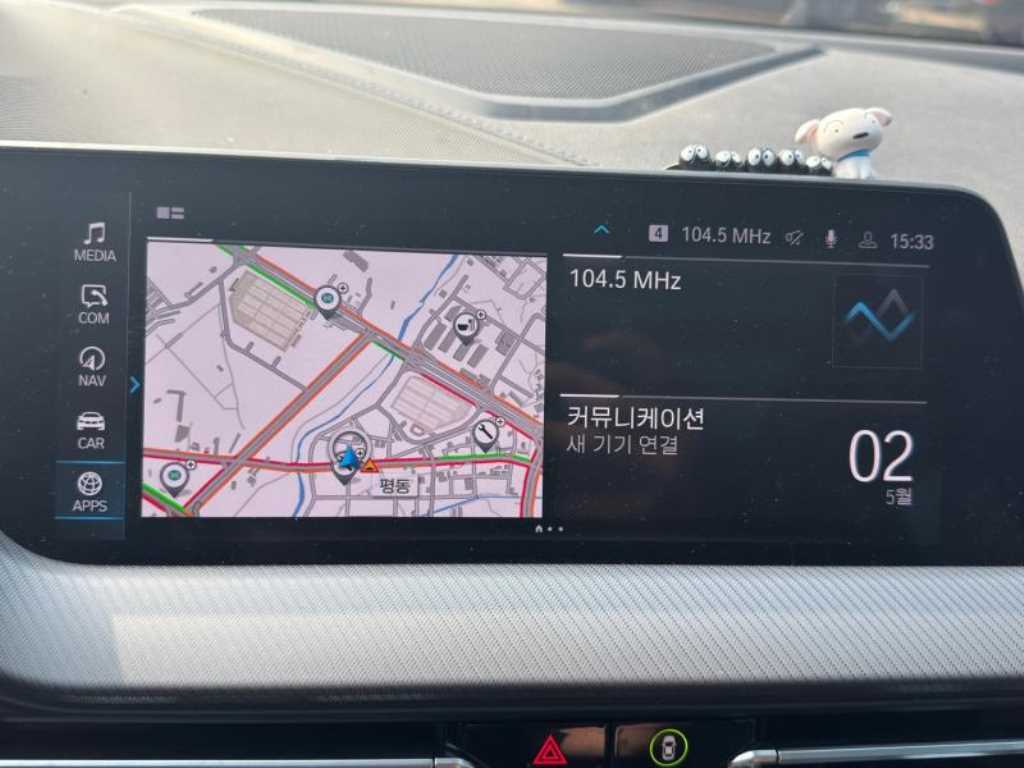 MEDIA
COM
NAV
CAR
APPS
평동
4 104.5 MHz 15:33
104.5 MHz
커뮤니케이션
새 기기 연결
02
5월